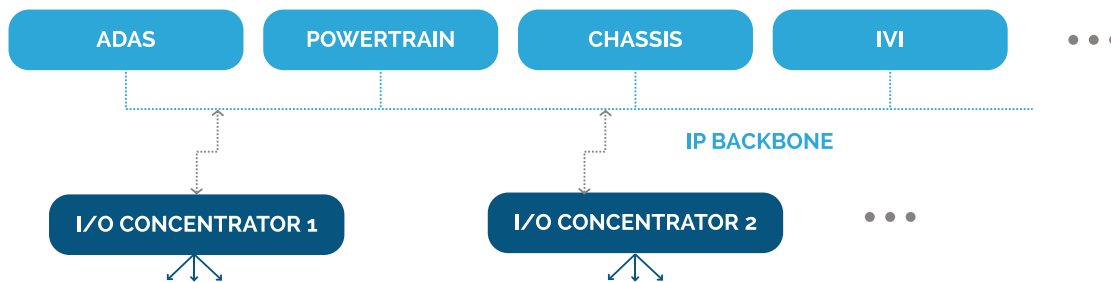 ADAS
POWERTRAIN
CHASSIS
IVI
IP BACKBONE
I/O CONCENTRATOR 1
I/O CONCENTRATOR 2